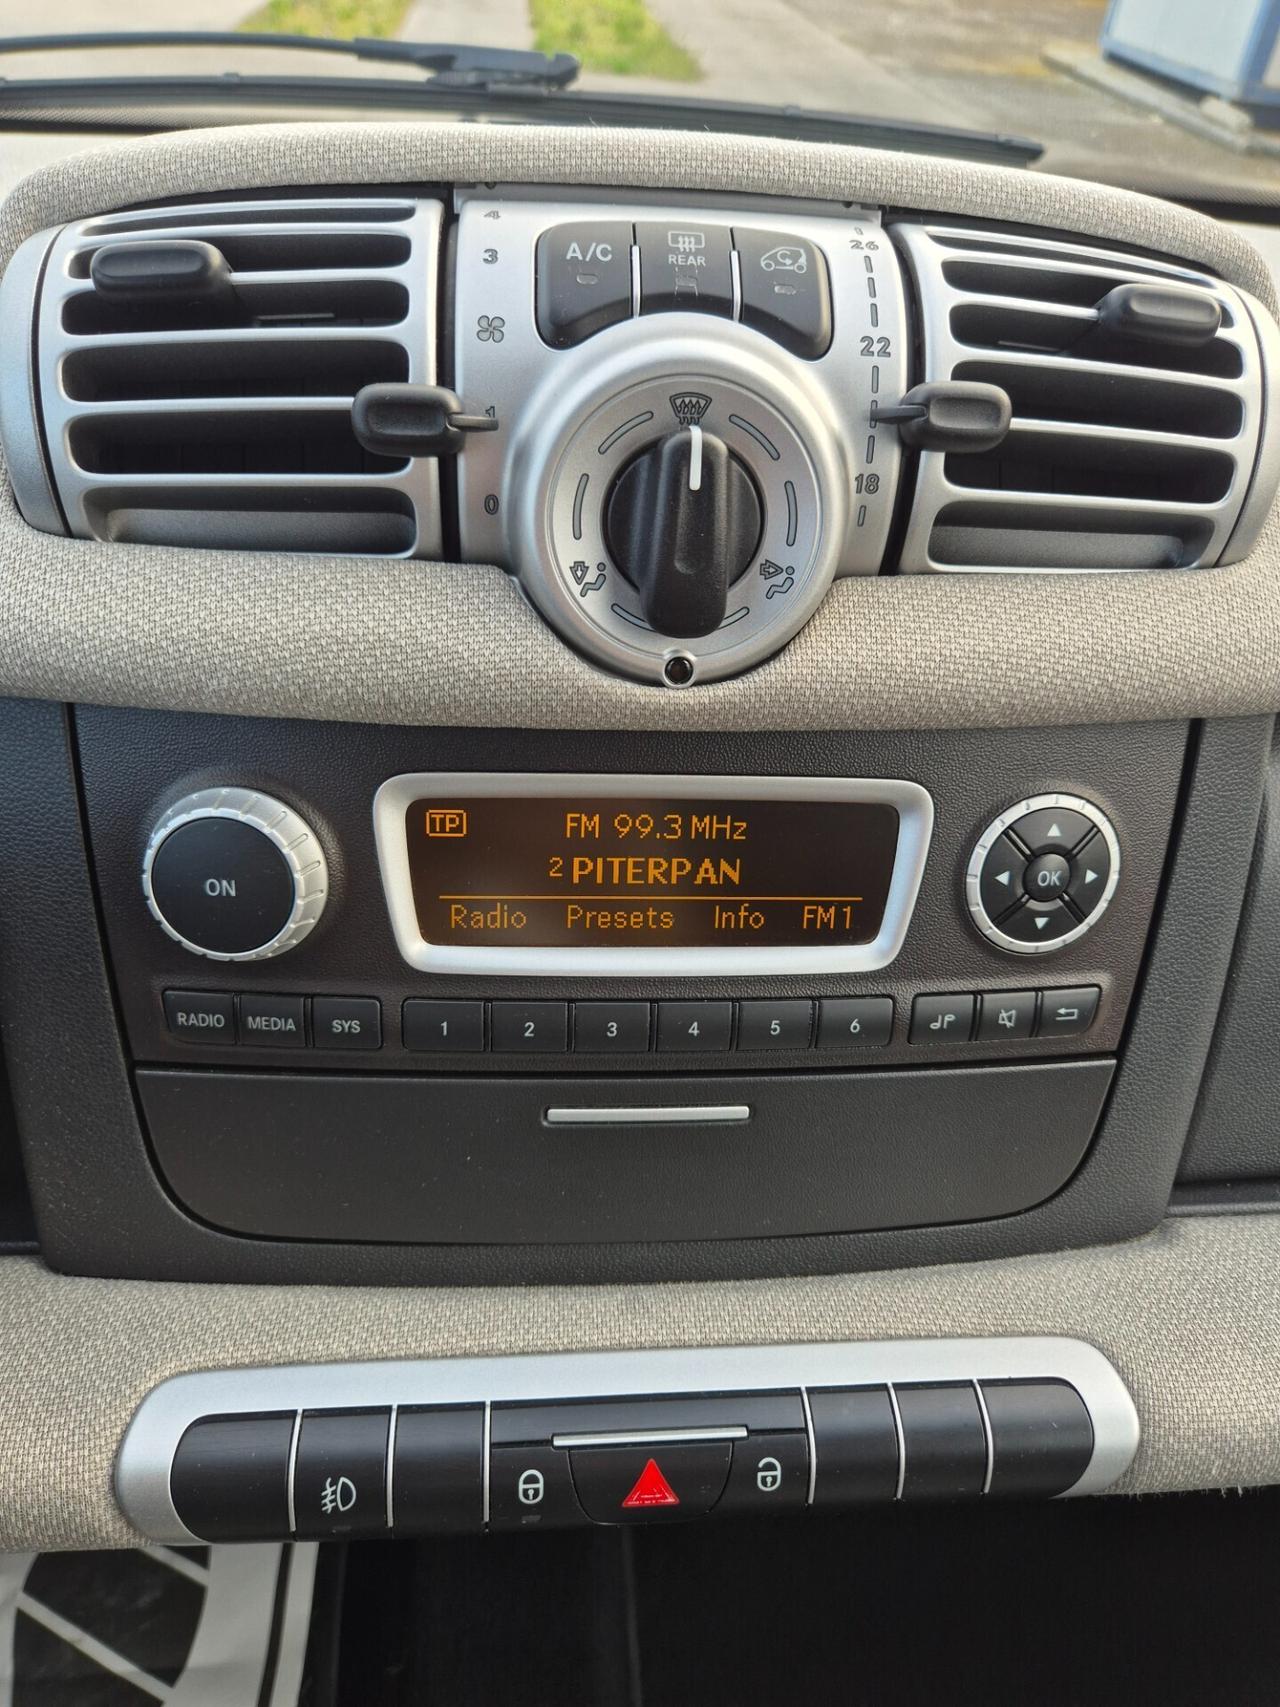 4
3
1
0
A/C
REAR
26
22
18
TP FM 99.3 MHz
2 PITERPAN
Radio Presets Info FM1
ON
OK
RADIO MEDIA SYS 1 2 3 4 5 6